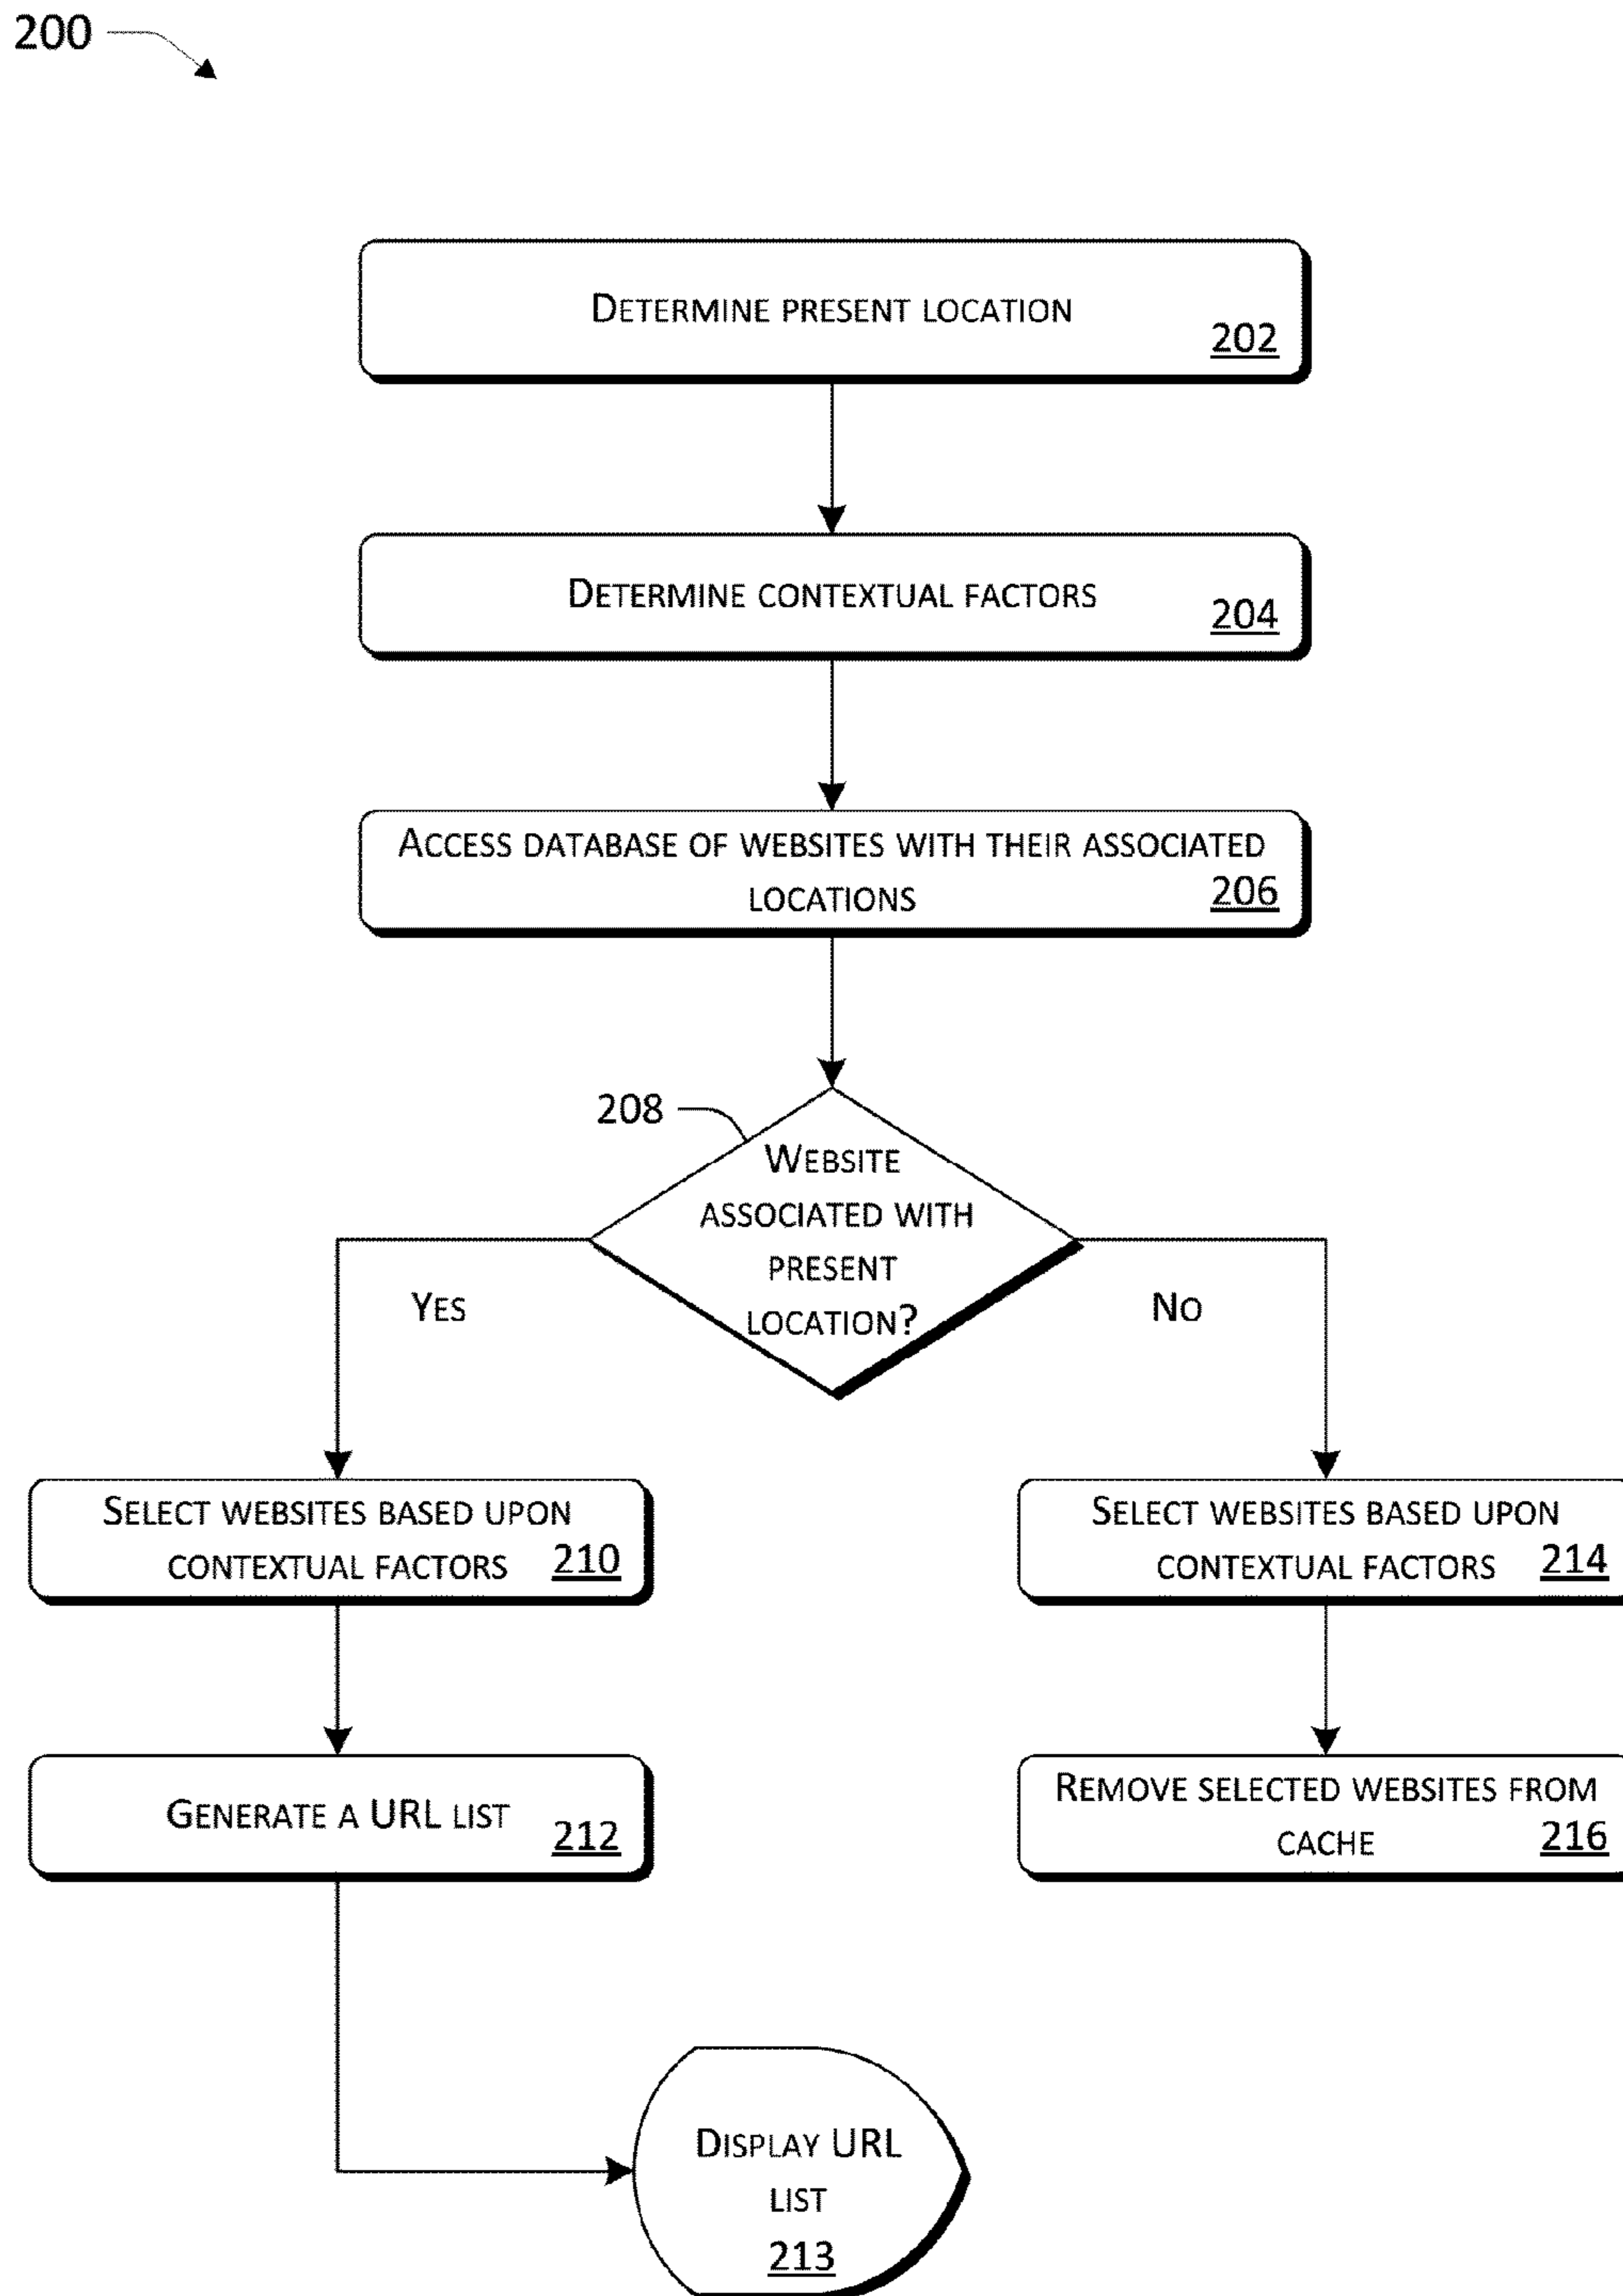 200
DETERMINE PRESENT LOCATION
202
DETERMINE CONTEXTUAL FACTORS
204
ACCESS DATABASE OF WEBSITES WITH THEIR ASSOCIATED
LOCATIONS
206
208
WEBSITE
ASSOCIATED WITH
PRESENT
LOCATION?
YES
NO
SELECT WEBSITES BASED UPON
CONTEXTUAL FACTORS
210
SELECT WEBSITES BASED UPON
CONTEXTUAL FACTORS
214
GENERATE A URL LIST
212
REMOVE SELECTED WEBSITES FROM
CACHE
216
DISPLAY URL
LIST
213